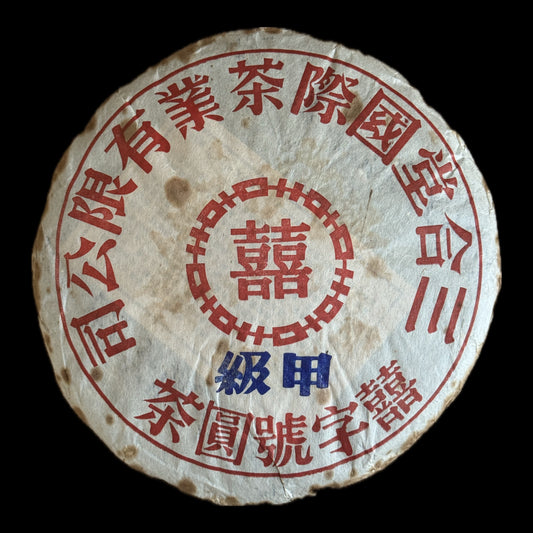 三合堂國際茶業有限公司
囍
甲級
囍字號圓茶